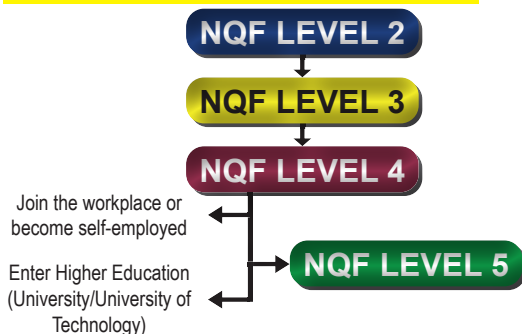 NQF LEVEL 2
NQF LEVEL 3
NQF LEVEL 4
Join the workplace or
become self-employed
NQF LEVEL 5
Enter Higher Education
(University/University of
Technology)